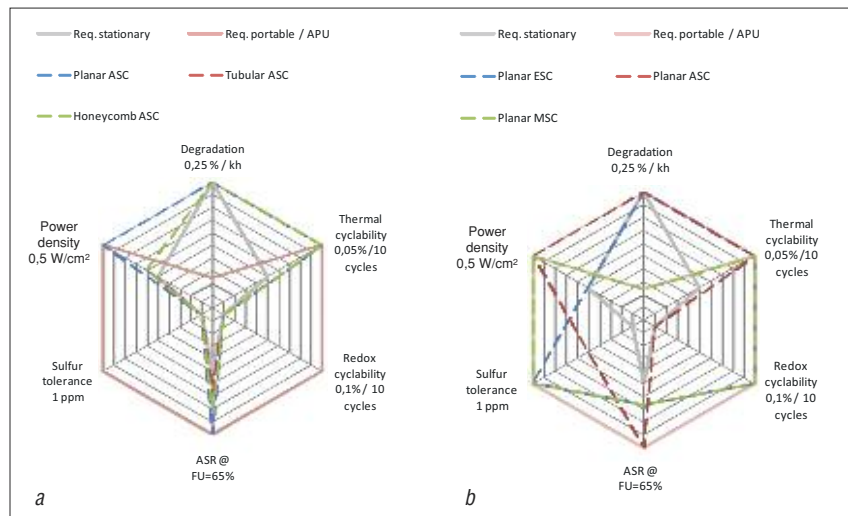 Req. stationary
Req. portable / APU
Planar ASC
Tubular ASC
Honeycomb ASC
Degradation
0,25 % / kh
Thermal
cyclability
0,05%/10
cycles
Power
density
0,5 W/cm²
Sulfur
tolerance
1 ppm
Redox
cyclability
0,1%/ 10
cycles
ASR @
FU=65%
a
Req. stationary
Req. portable / APU
Planar ESC
Planar ASC
Planar MSC
Degradation
0,25 % / kh
Thermal
cyclability
0,05%/10
cycles
Power
density
0,5 W/cm²
Sulfur
tolerance
1 ppm
Redox
cyclability
0,1%/ 10
cycles
ASR @
FU=65%
b